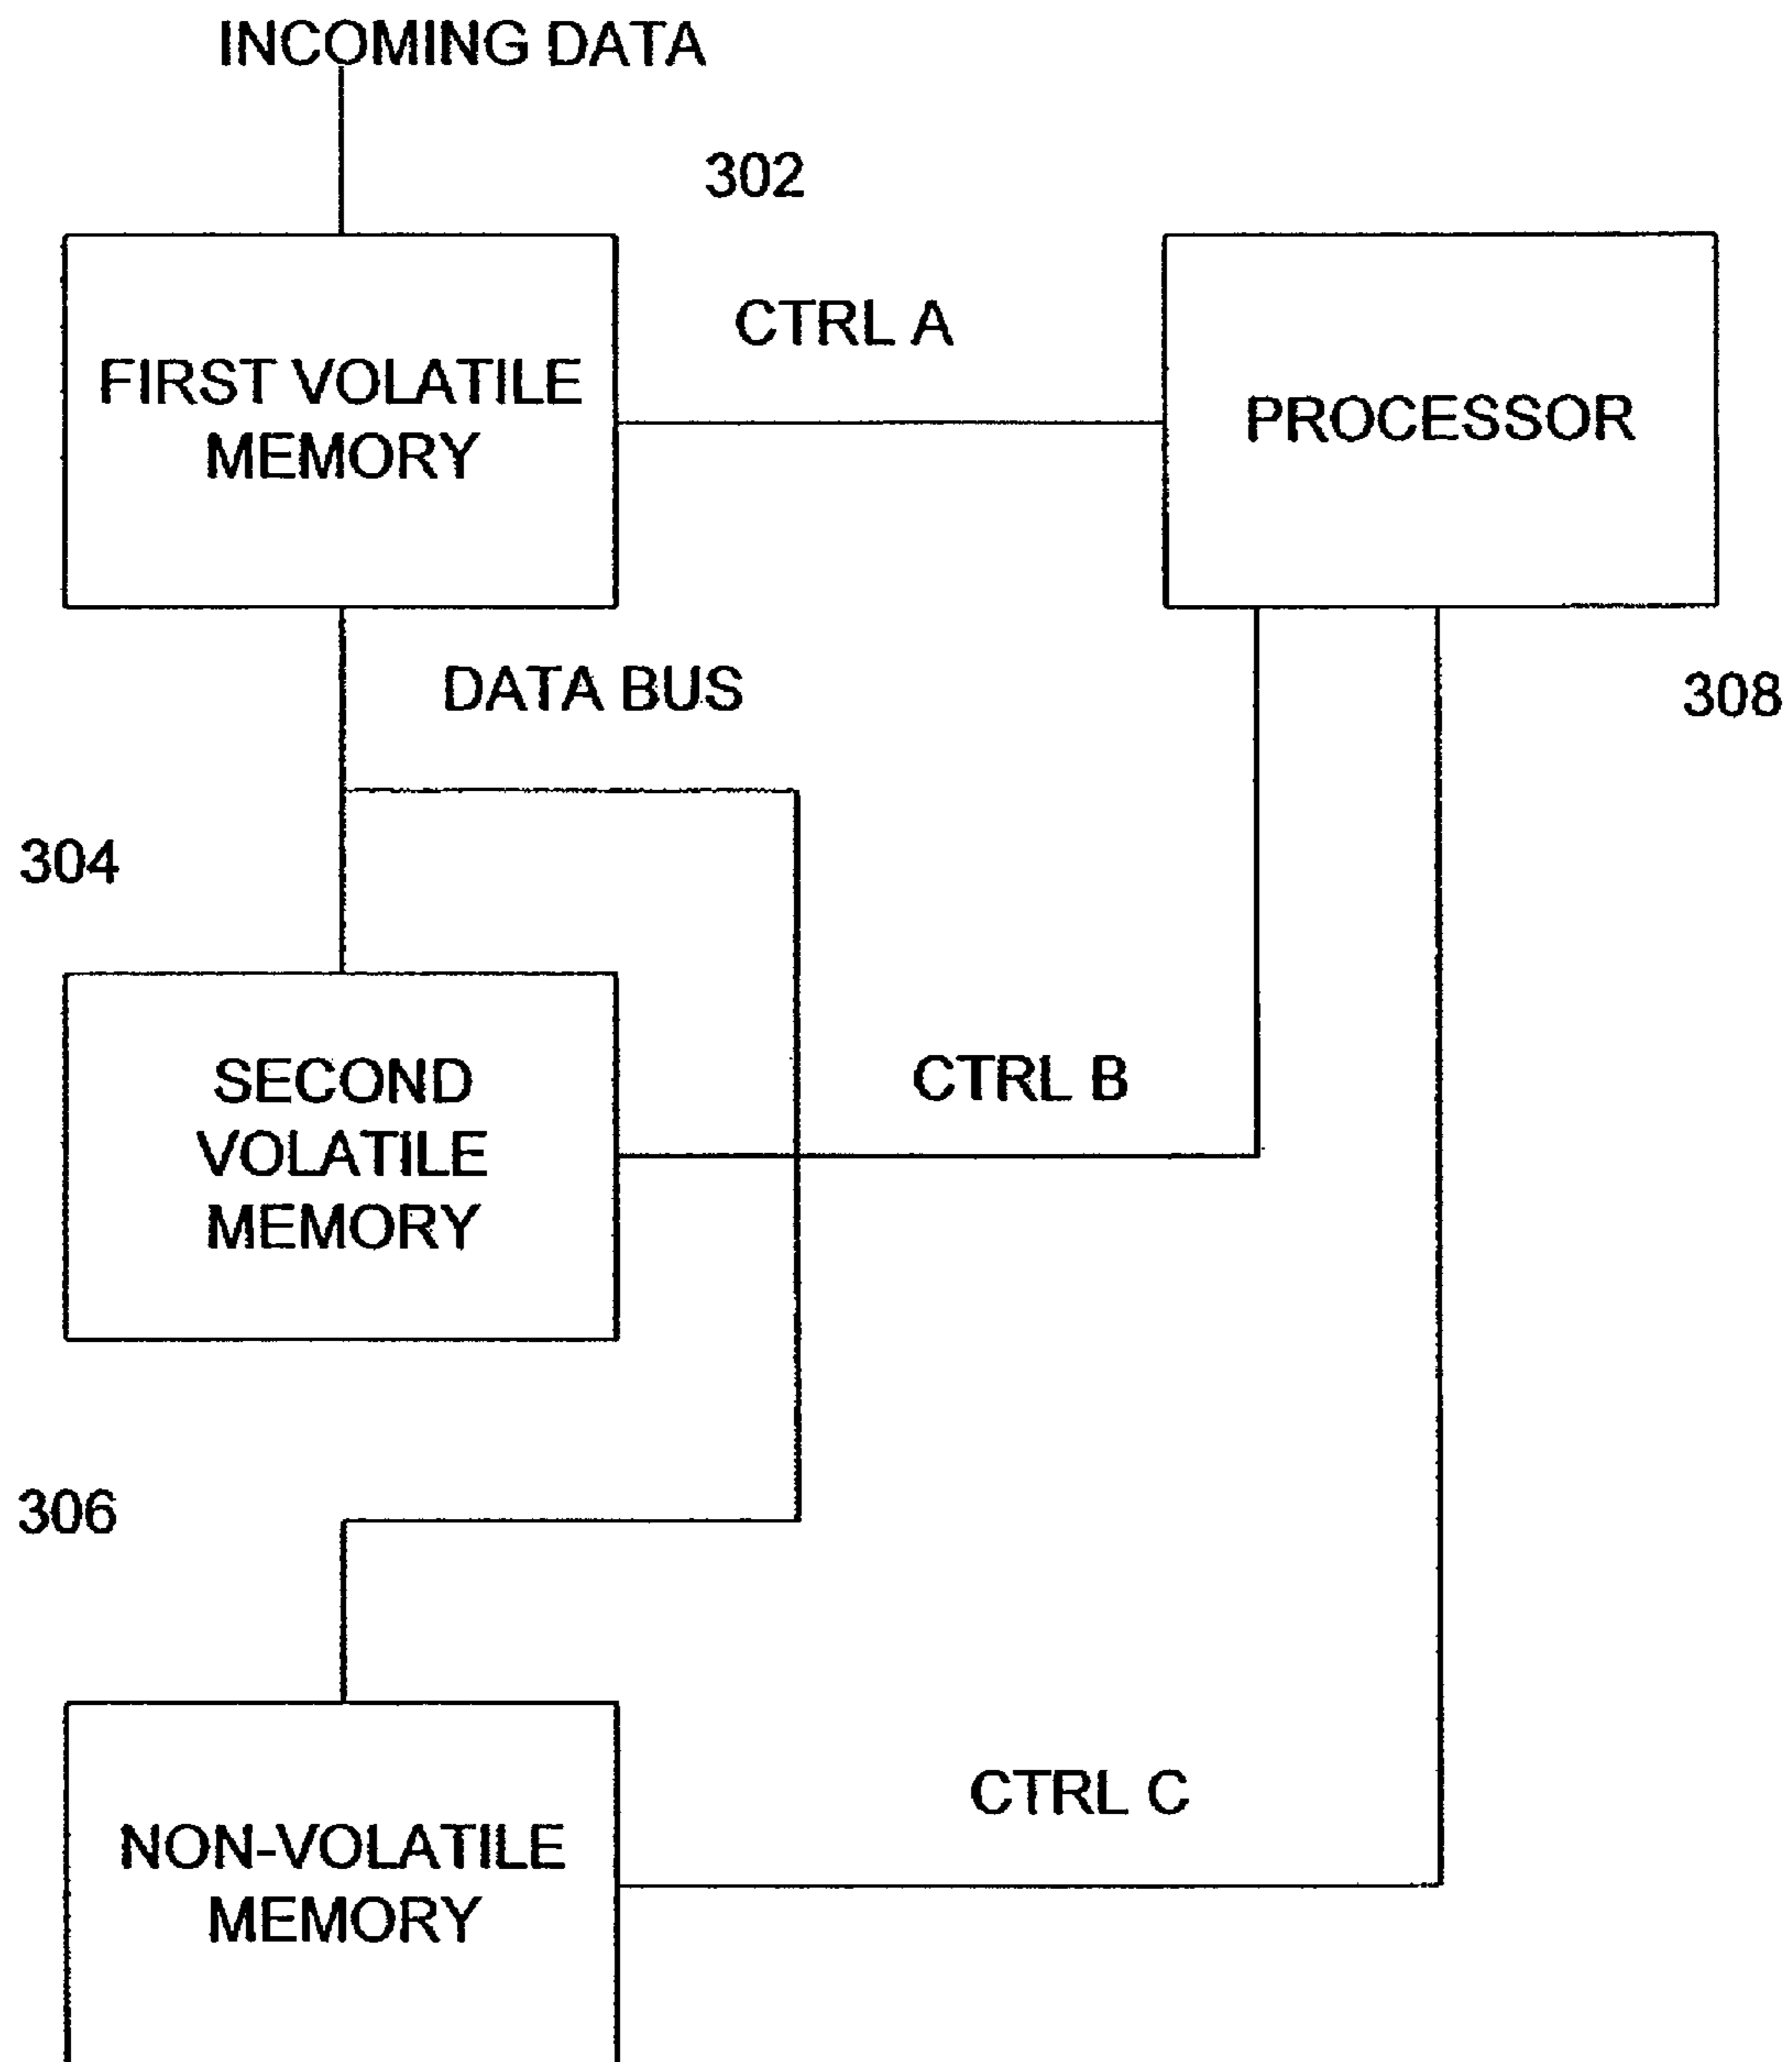 INCOMING DATA
302
CTRL A
FIRST VOLATILE
MEMORY
PROCESSOR
DATA BUS
308
304
SECOND
VOLATILE
MEMORY
CTRL B
306
CTRL C
NON-VOLATILE
MEMORY